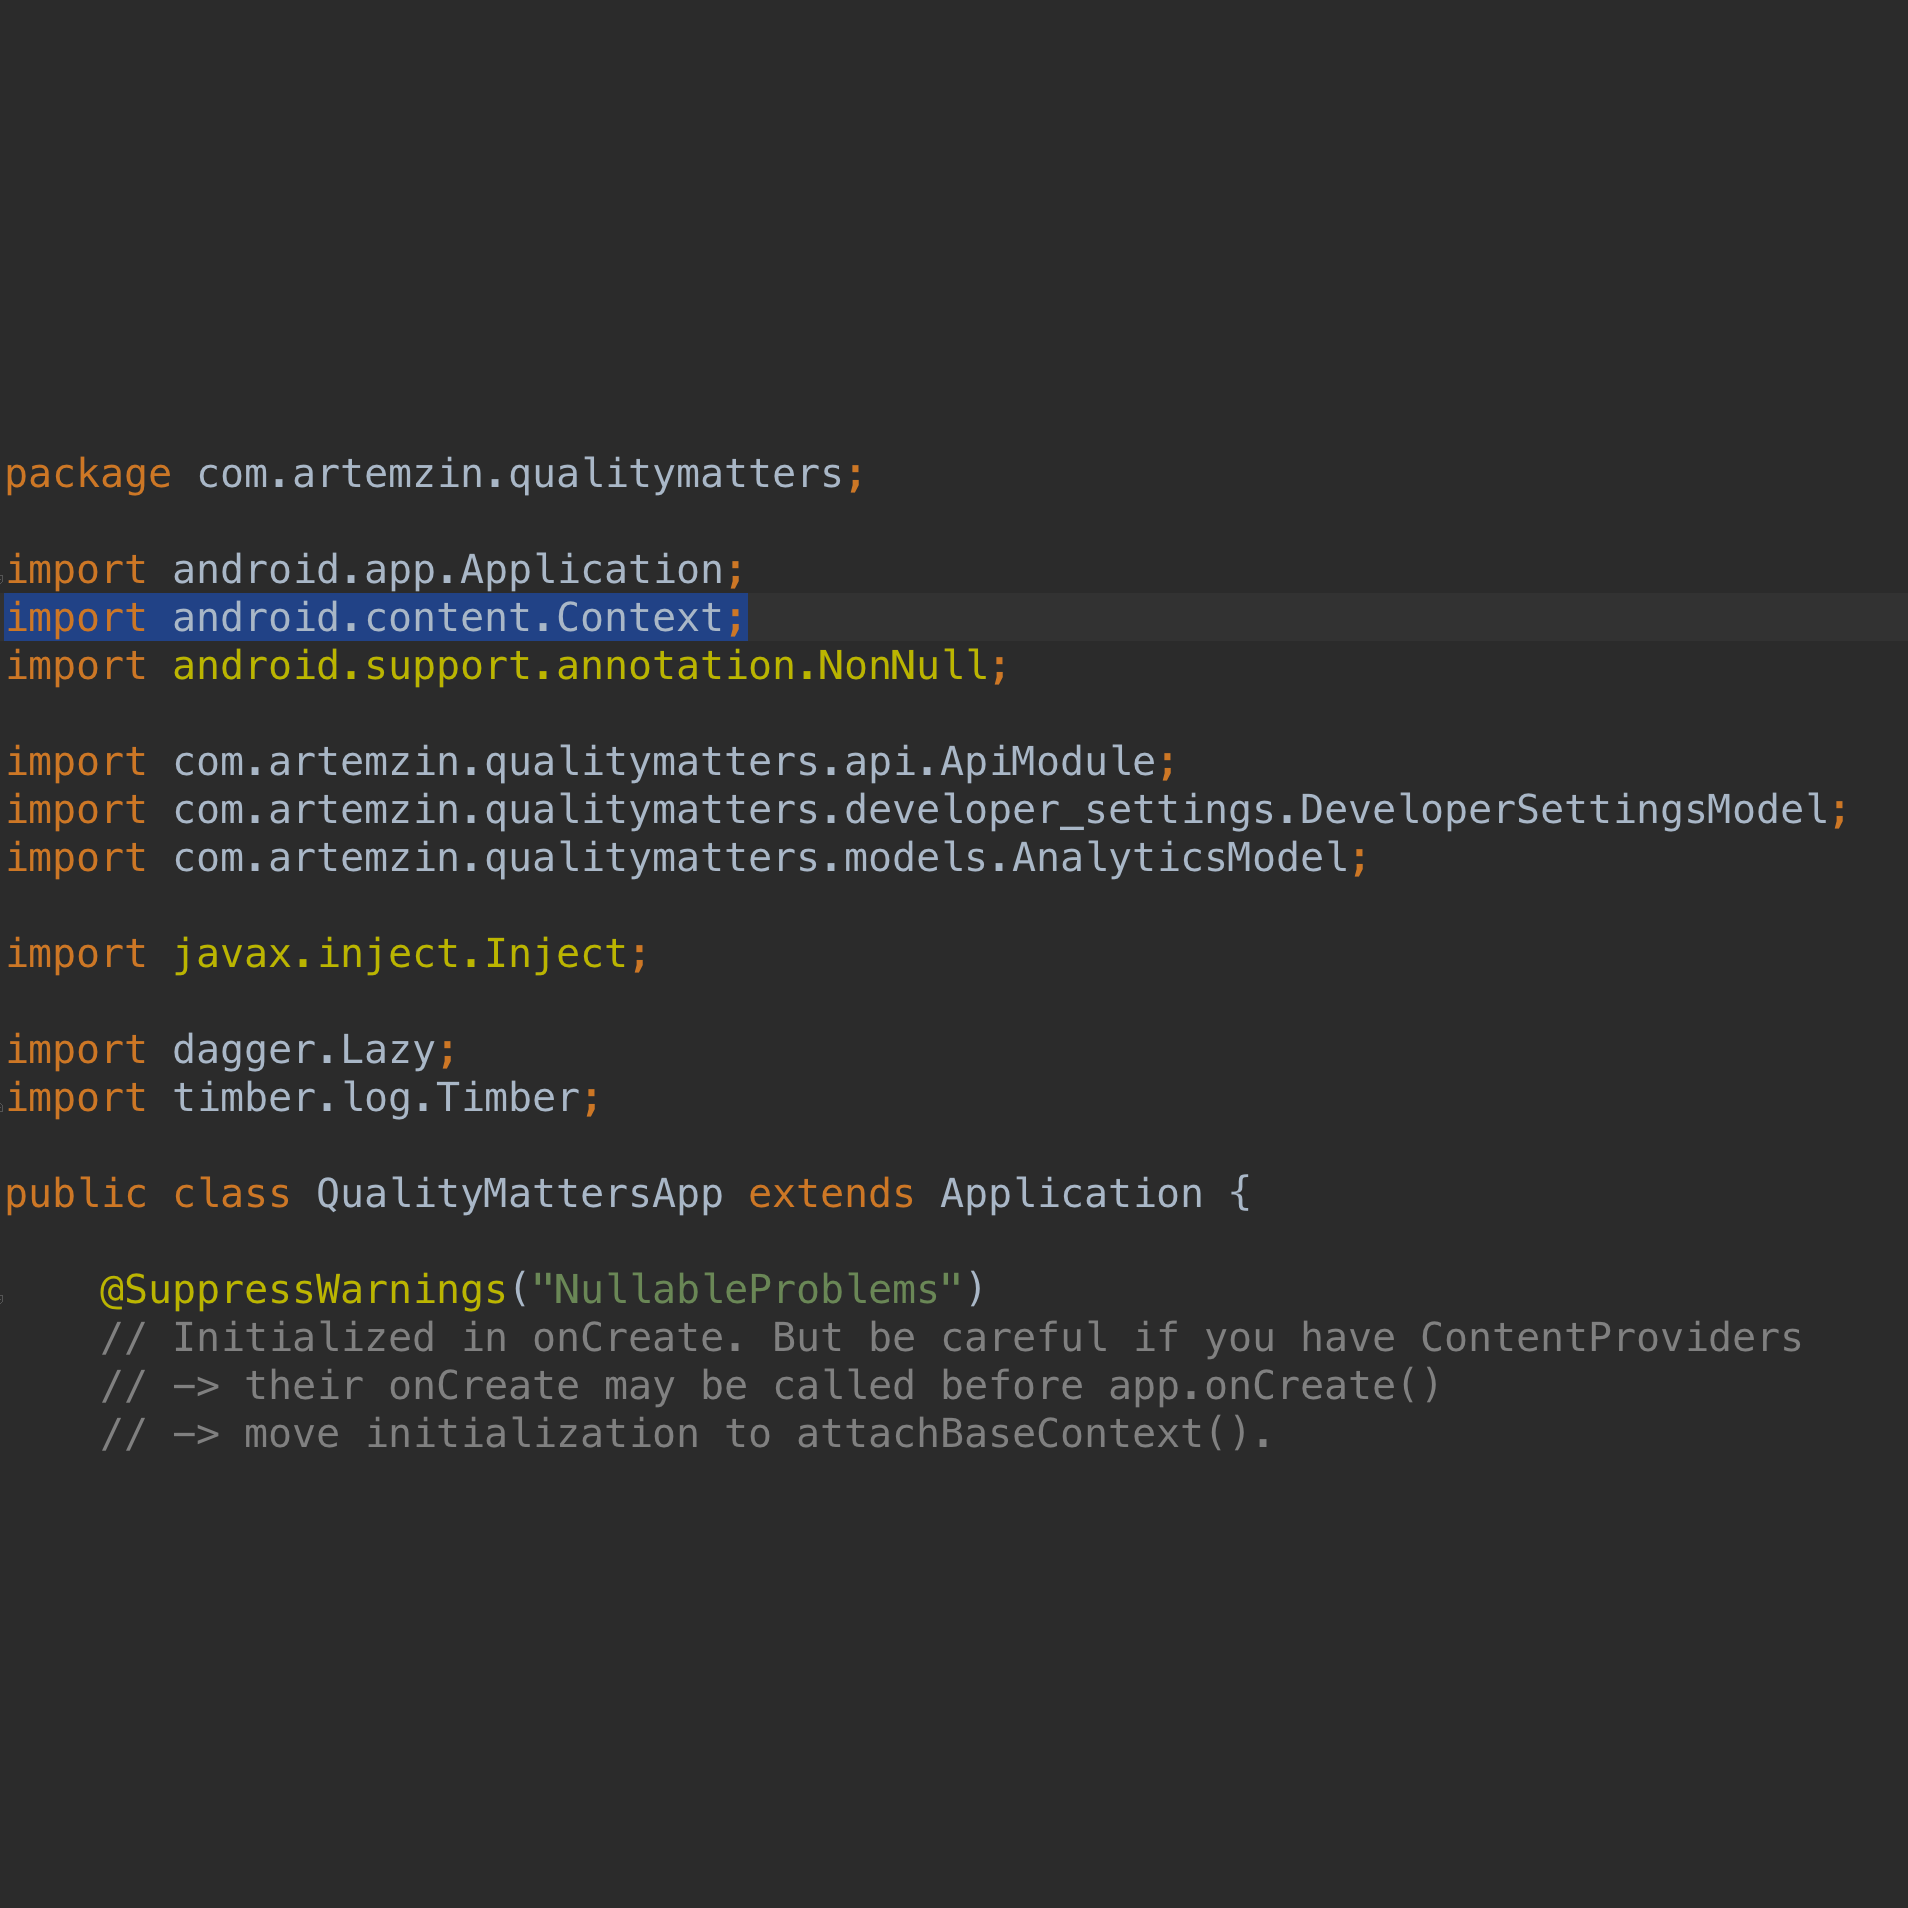 package com.artemzin.qualitymatters;
import android.app.Application;
import android.content.Context;
import android.support.annotation.NonNull;
import com.artemzin.qualitymatters.api.ApiModule;
import com.artemzin.qualitymatters.developer_settings.DeveloperSettingsModel;
import com.artemzin.qualitymatters.models.AnalyticsModel;
import javax.inject.Inject;
import dagger.Lazy;
import timber.log.Timber;
public class QualityMattersApp extends Application {
@SuppressWarnings("NullableProblems")
// Initialized in onCreate. But be careful if you have ContentProviders
// —> their onCreate may be called before app.onCreate()
// —> move initialization to attachBaseContext().